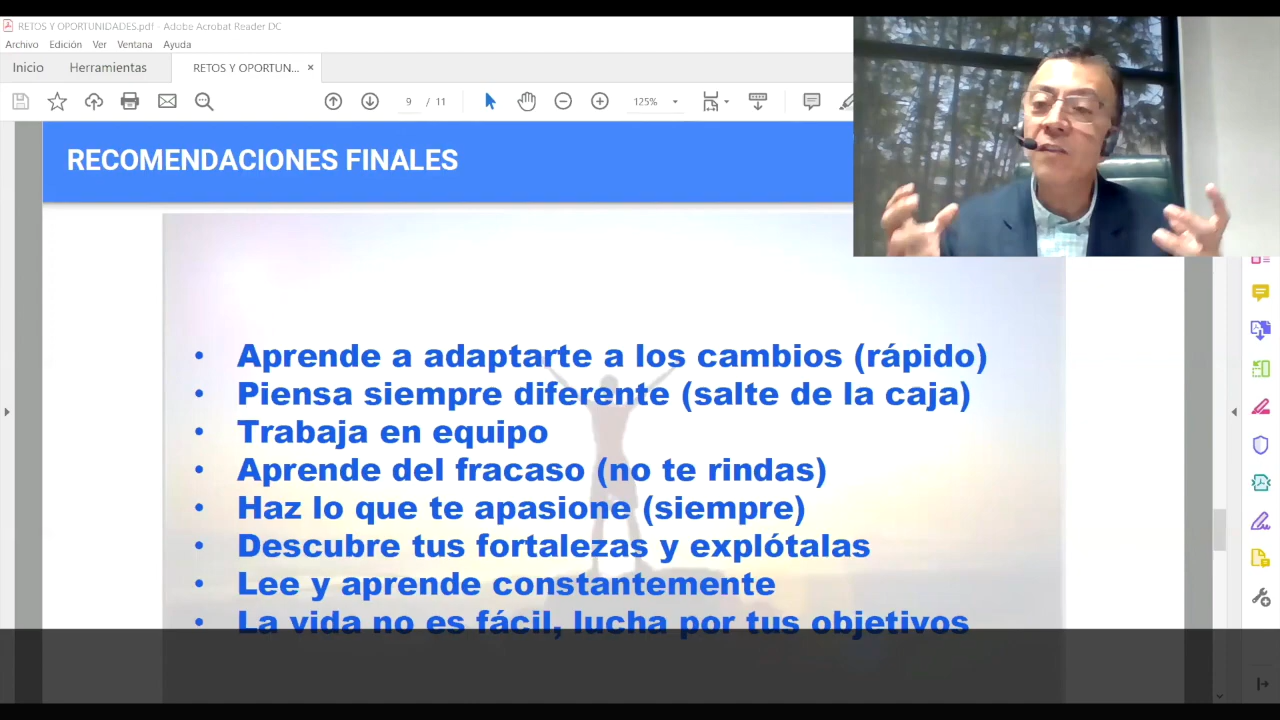 RETOS Y OPORTUNIDADES.pdf - Adobe Acrobat Reader DC
Archivo Edición Ver Ventana Ayuda
Inicio Herramientas RETOS Y OPORTUN... ×
9 / 11 125%
RECOMENDACIONES FINALES
• Aprende a adaptarte a los cambios (rápido)
• Piensa siempre diferente (salte de la caja)
• Trabaja en equipo
• Aprende del fracaso (no te rindas)
• Haz lo que te apasione (siempre)
• Descubre tus fortalezas y explótalas
• Lee y aprende constantemente
• La vida no es fácil, lucha por tus objetivos